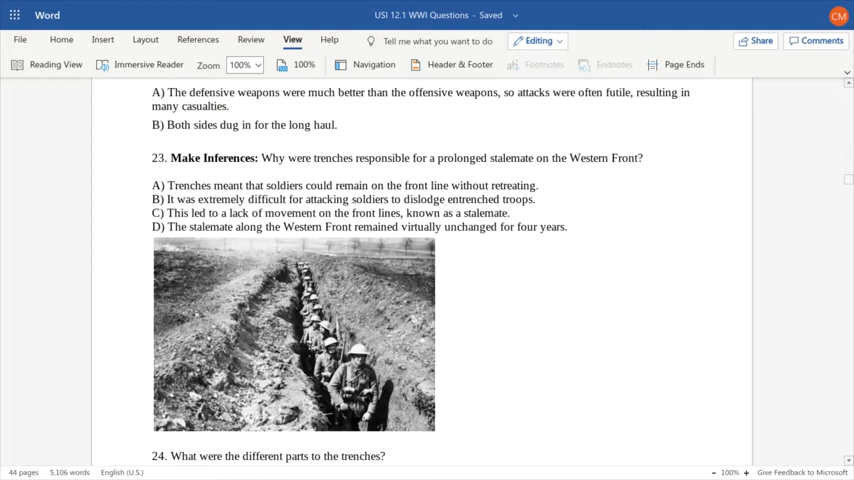 Word
USI 12.1 WWI Questions - Saved
CM
File Home Insert Layout References Review View Help Tell me what you want to do Editing Share Comments
Reading View Immersive Reader Zoom 100% 100% Navigation Header & Footer Footnotes Endnotes Page Ends
A) The defensive weapons were much better than the offensive weapons, so attacks were often futile, resulting in
many casualties.
B) Both sides dug in for the long haul.
23. Make Inferences: Why were trenches responsible for a prolonged stalemate on the Western Front?
A) Trenches meant that soldiers could remain on the front line without retreating.
B) It was extremely difficult for attacking soldiers to dislodge entrenched troops.
C) This led to a lack of movement on the front lines, known as a stalemate.
D) The stalemate along the Western Front remained virtually unchanged for four years.
24. What were the different parts to the trenches?
44 pages 5,106 words English (U.S.) - 100% + Give Feedback to Microsoft